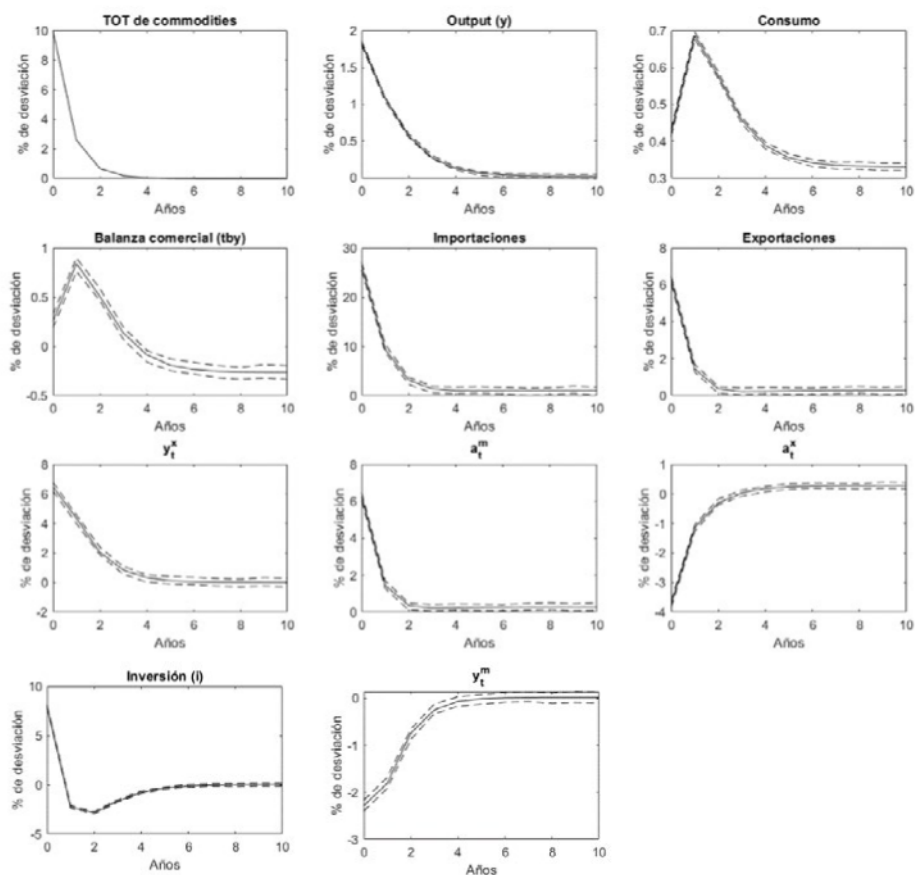 TOT de commodities
% de desviación
10
8
6
4
2
0
0 2 4 6 8 10
Años
Output (y)
% de desviación
2
1.5
1
0.5
0
0 2 4 6 8 10
Años
Consumo
% de desviación
0.7
0.6
0.5
0.4
0.3
0 2 4 6 8 10
Años
Balanza comercial (tby)
% de desviación
1
0.5
0
-0.5
0 2 4 6 8 10
Años
Importaciones
% de desviación
30
20
10
0
0 2 4 6 8 10
Años
Exportaciones
% de desviación
8
6
4
2
0
0 2 4 6 8 10
Años
y_t^x
% de desviación
8
6
4
2
0
-2
0 2 4 6 8 10
Años
a_t^m
% de desviación
8
6
4
2
0
0 2 4 6 8 10
Años
a_t^x
% de desviación
1
0
-1
-2
-3
-4
0 2 4 6 8 10
Años
Inversión (i)
% de desviación
10
5
0
-5
0 2 4 6 8 10
Años
y_t^m
% de desviación
0
-1
-2
-3
0 2 4 6 8 10
Años